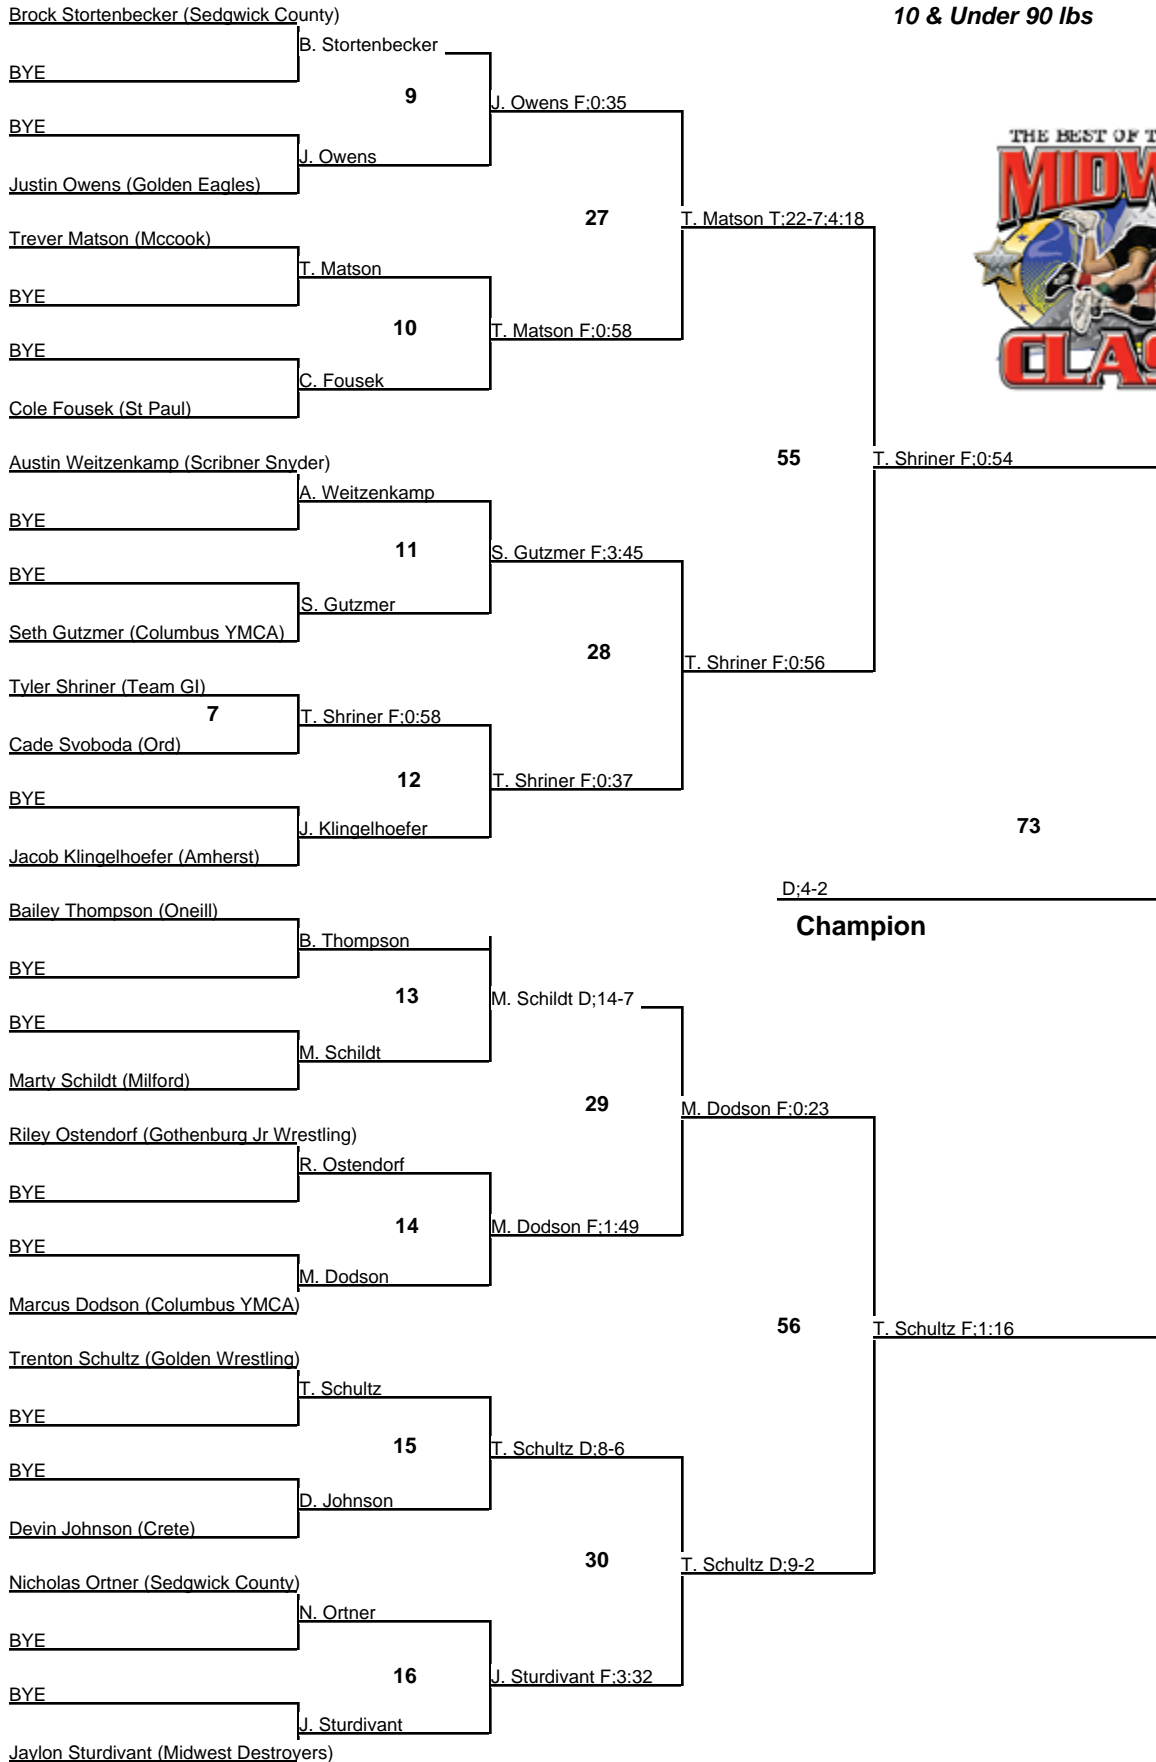 Brock Stortenbecker (Sedgwick County)
10 & Under 90 lbs
B. Stortenbecker
BYE
9
J. Owens F;0:35
BYE
J. Owens
Justin Owens (Golden Eagles)
THE BEST OF T
MIDW
CLAS
27
T. Matson T;22-7;4:18
Trever Matson (Mccook)
T. Matson
BYE
10
T. Matson F;0:58
BYE
C. Fousek
Cole Fousek (St Paul)
55
T. Shriner F;0:54
Austin Weitzenkamp (Scribner Snyder)
A. Weitzenkamp
BYE
11
S. Gutzmer F;3:45
BYE
S. Gutzmer
Seth Gutzmer (Columbus YMCA)
28
T. Shriner F;0:56
Tyler Shriner (Team GI)
7
T. Shriner F;0:58
Cade Svoboda (Ord)
12
T. Shriner F;0:37
BYE
J. Klingelhoefer
Jacob Klingelhoefer (Amherst)
73
D;4-2
Champion
Bailey Thompson (Oneill)
B. Thompson
BYE
13
M. Schildt D;14-7
BYE
M. Schildt
Marty Schildt (Milford)
29
M. Dodson F;0:23
Riley Ostendorf (Gothenburg Jr Wrestling)
R. Ostendorf
BYE
14
M. Dodson F;1:49
BYE
M. Dodson
Marcus Dodson (Columbus YMCA)
56
T. Schultz F;1:16
Trenton Schultz (Golden Wrestling)
T. Schultz
BYE
15
T. Schultz D;8-6
BYE
D. Johnson
Devin Johnson (Crete)
30
T. Schultz D;9-2
Nicholas Ortner (Sedgwick County)
N. Ortner
BYE
16
J. Sturdivant F;3:32
BYE
J. Sturdivant
Jaylon Sturdivant (Midwest Destroyers)